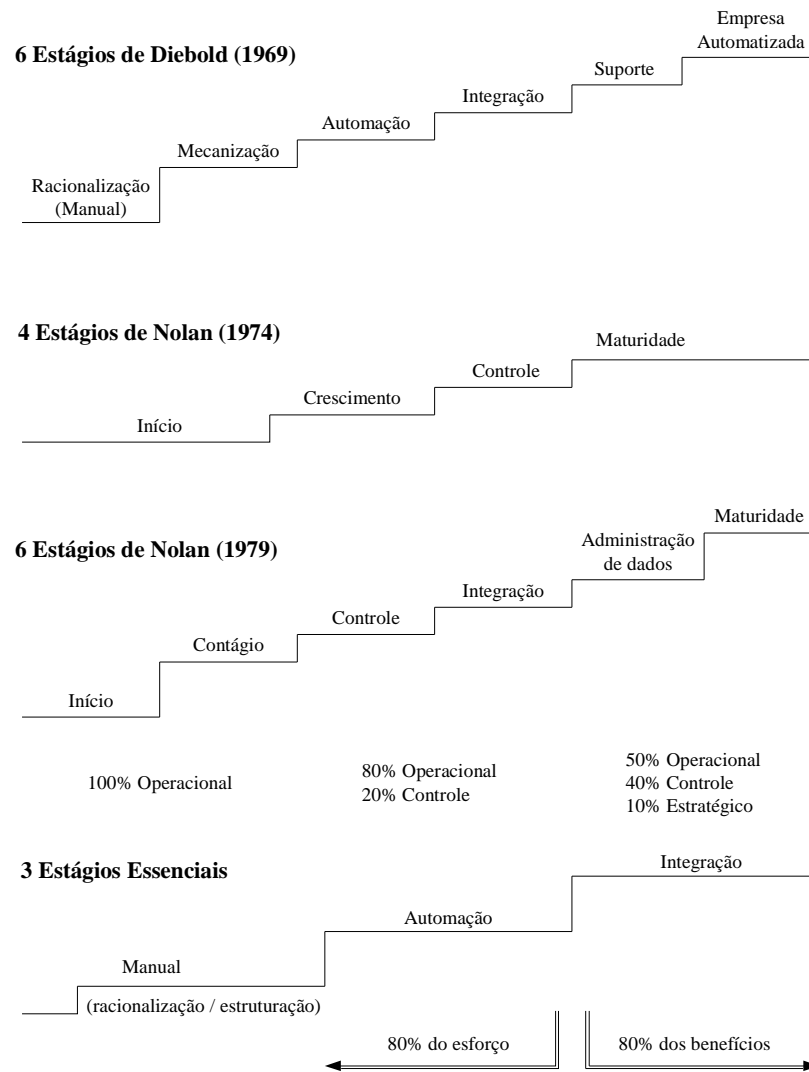 6 Estágios de Diebold (1969)
Racionalização
(Manual)
Mecanização
Automação
Integração
Suporte
Empresa
Automatizada
4 Estágios de Nolan (1974)
Início
Crescimento
Controle
Maturidade
6 Estágios de Nolan (1979)
Início
Contágio
Controle
Integração
Administração
de dados
Maturidade
100% Operacional
80% Operacional
20% Controle
50% Operacional
40% Controle
10% Estratégico
3 Estágios Essenciais
Manual
(racionalização / estruturação)
Automação
Integração
80% do esforço
80% dos benefícios